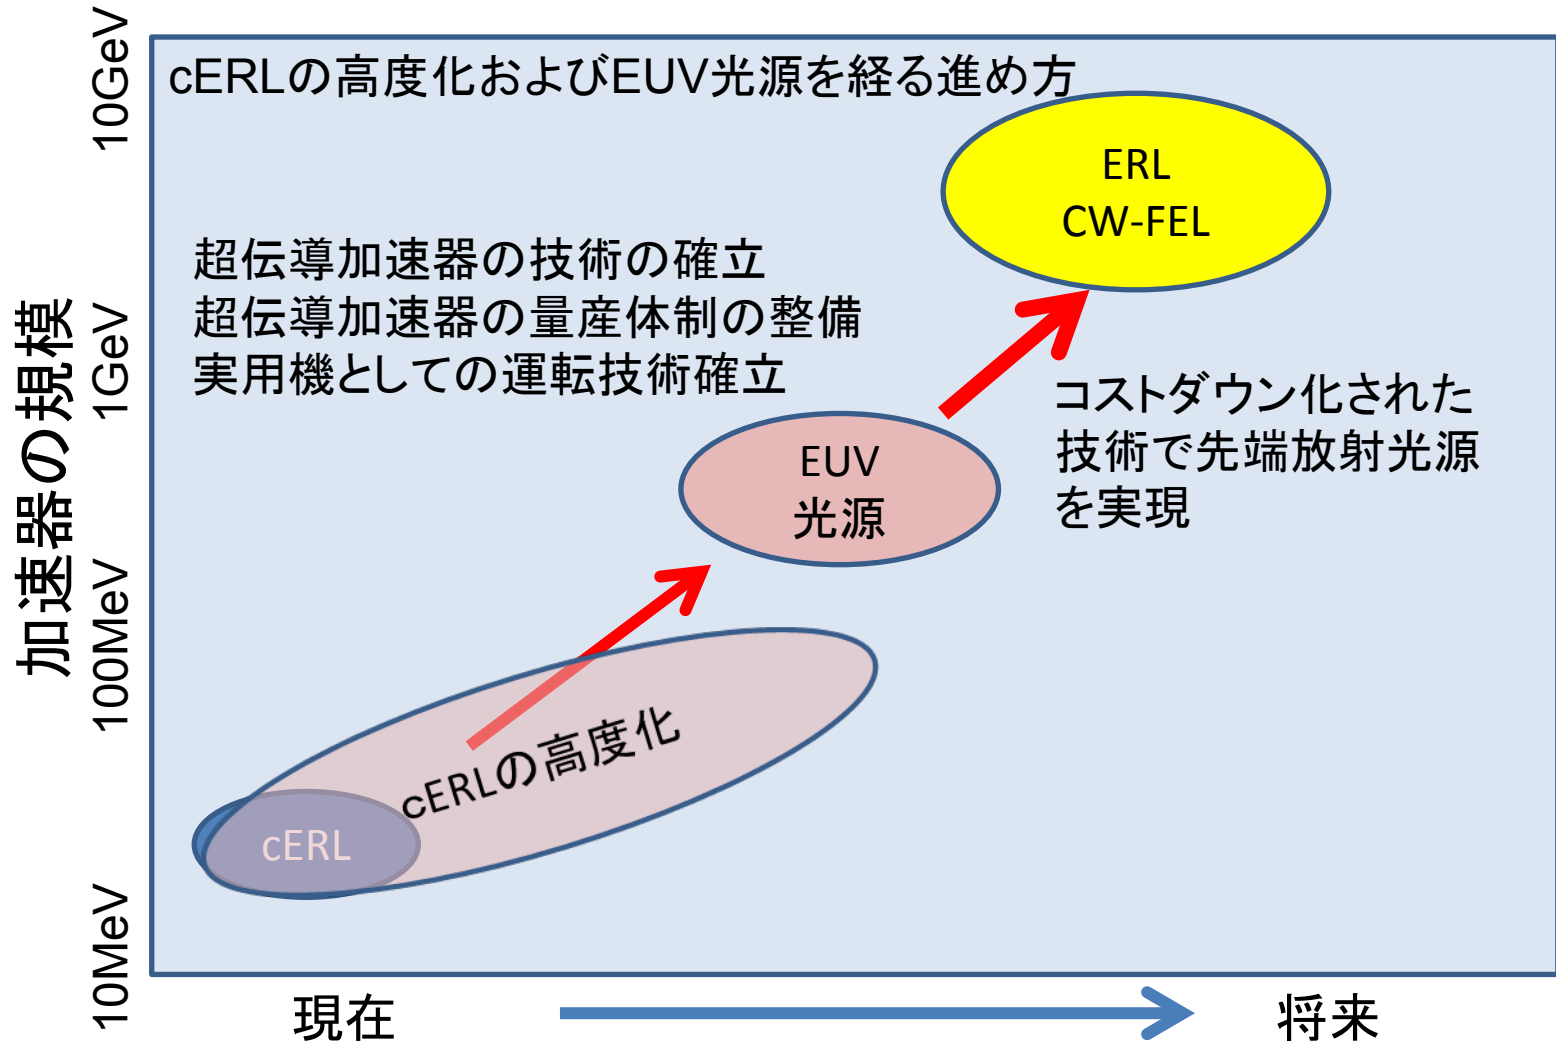 cERLの高度化およびEUV光源を経る進め方
ERL
CW-FEL
超伝導加速器の技術の確立
超伝導加速器の量産体制の整備
実用機としての運転技術確立
コストダウン化された
技術で先端放射光源
を実現
EUV
光源
cERLの高度化
cERL
加速器の規模
10GeV
1GeV
100MeV
10MeV
現在
将来